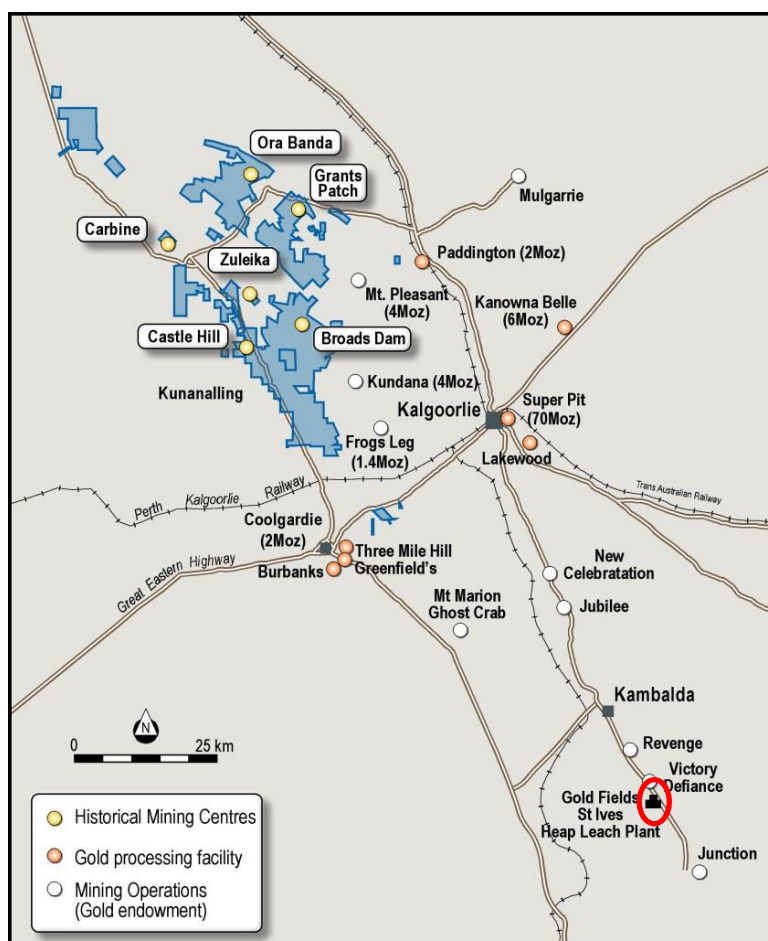 Ora Banda
Grants
Patch
Mulgarrie
Carbine
Zuleika
Paddington (2Moz)
Mt. Pleasant
(4Moz)
Kanowna Belle
(6Moz)
Castle Hill
Broads Dam
Kunanalling
Kundana (4Moz)
Kalgoorlie
Super Pit
(70Moz)
Frogs Leg
(1.4Moz)
Lakewood
Perth Kalgoorlie Railway
Trans Australian Railway
Coolgardie
(2Moz)
Three Mile Hill
Greenfield's
Burbanks
Great Eastern Highway
New
Celebratation
Jubilee
Mt Marion
Ghost Crab
Kambalda
N
0 25 km
Revenge
Victory
Defiance
Gold Fields
St Ives
Heap Leach Plant
Junction
Historical Mining Centres
Gold processing facility
Mining Operations
(Gold endowment)